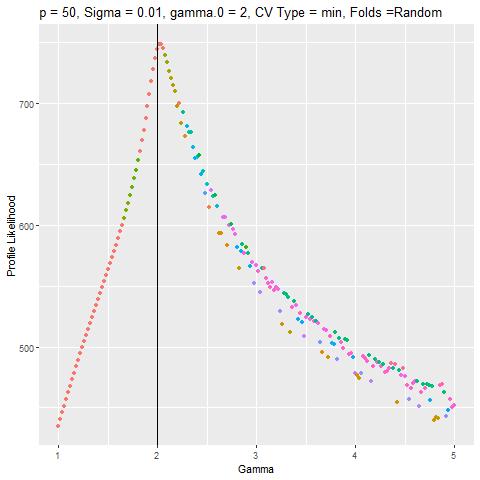 p = 50, Sigma = 0.01, gamma.0 = 2, CV Type = min, Folds =Random
700
600
500
Profile Likelihood
1
2
3
4
5
Gamma